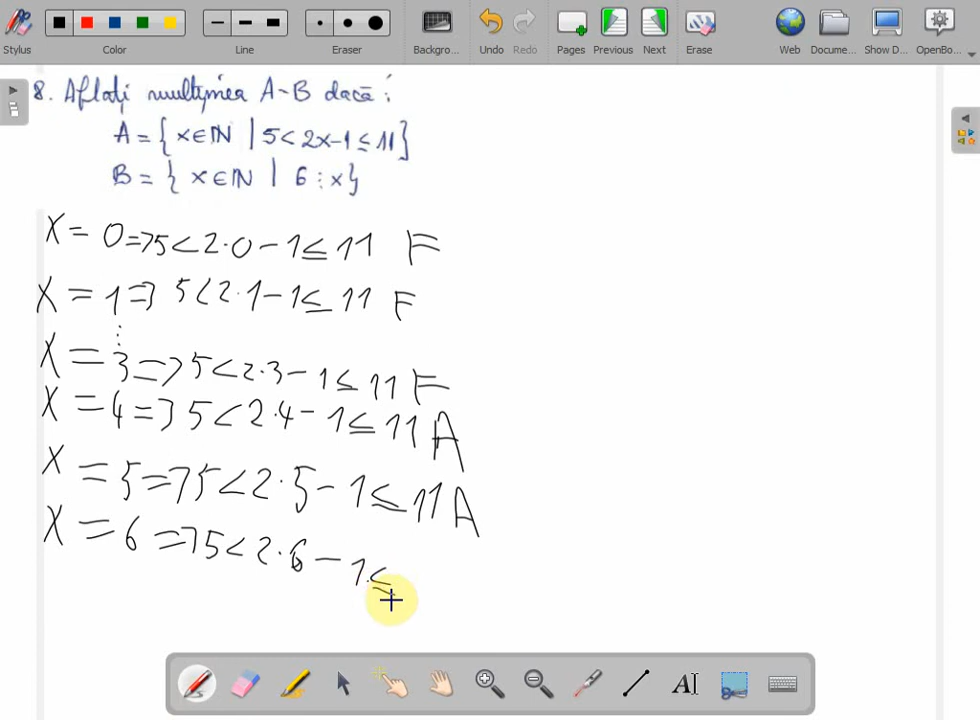 Stylus Color Line Eraser Backgro... Undo Redo Pages Previous Next Erase Web Docume... Show D... OpenBo...
8. Aflați mulțimea A-B dacă:
A = { x∈ℕ | 5 < 2x-1 ≤ 11}
B = { x∈ℕ | 6 ⋮ x}
X = 0 => 5 < 2·0 - 1 ≤ 11 F
X = 1 => 5 < 2·1 - 1 ≤ 11 F
⋮
X = 3 => 5 < 2·3 - 1 ≤ 11 F
X = 4 => 5 < 2·4 - 1 ≤ 11 A
X = 5 => 5 < 2·5 - 1 ≤ 11 A
X = 6 => 5 < 2·6 - 1 ≤
A